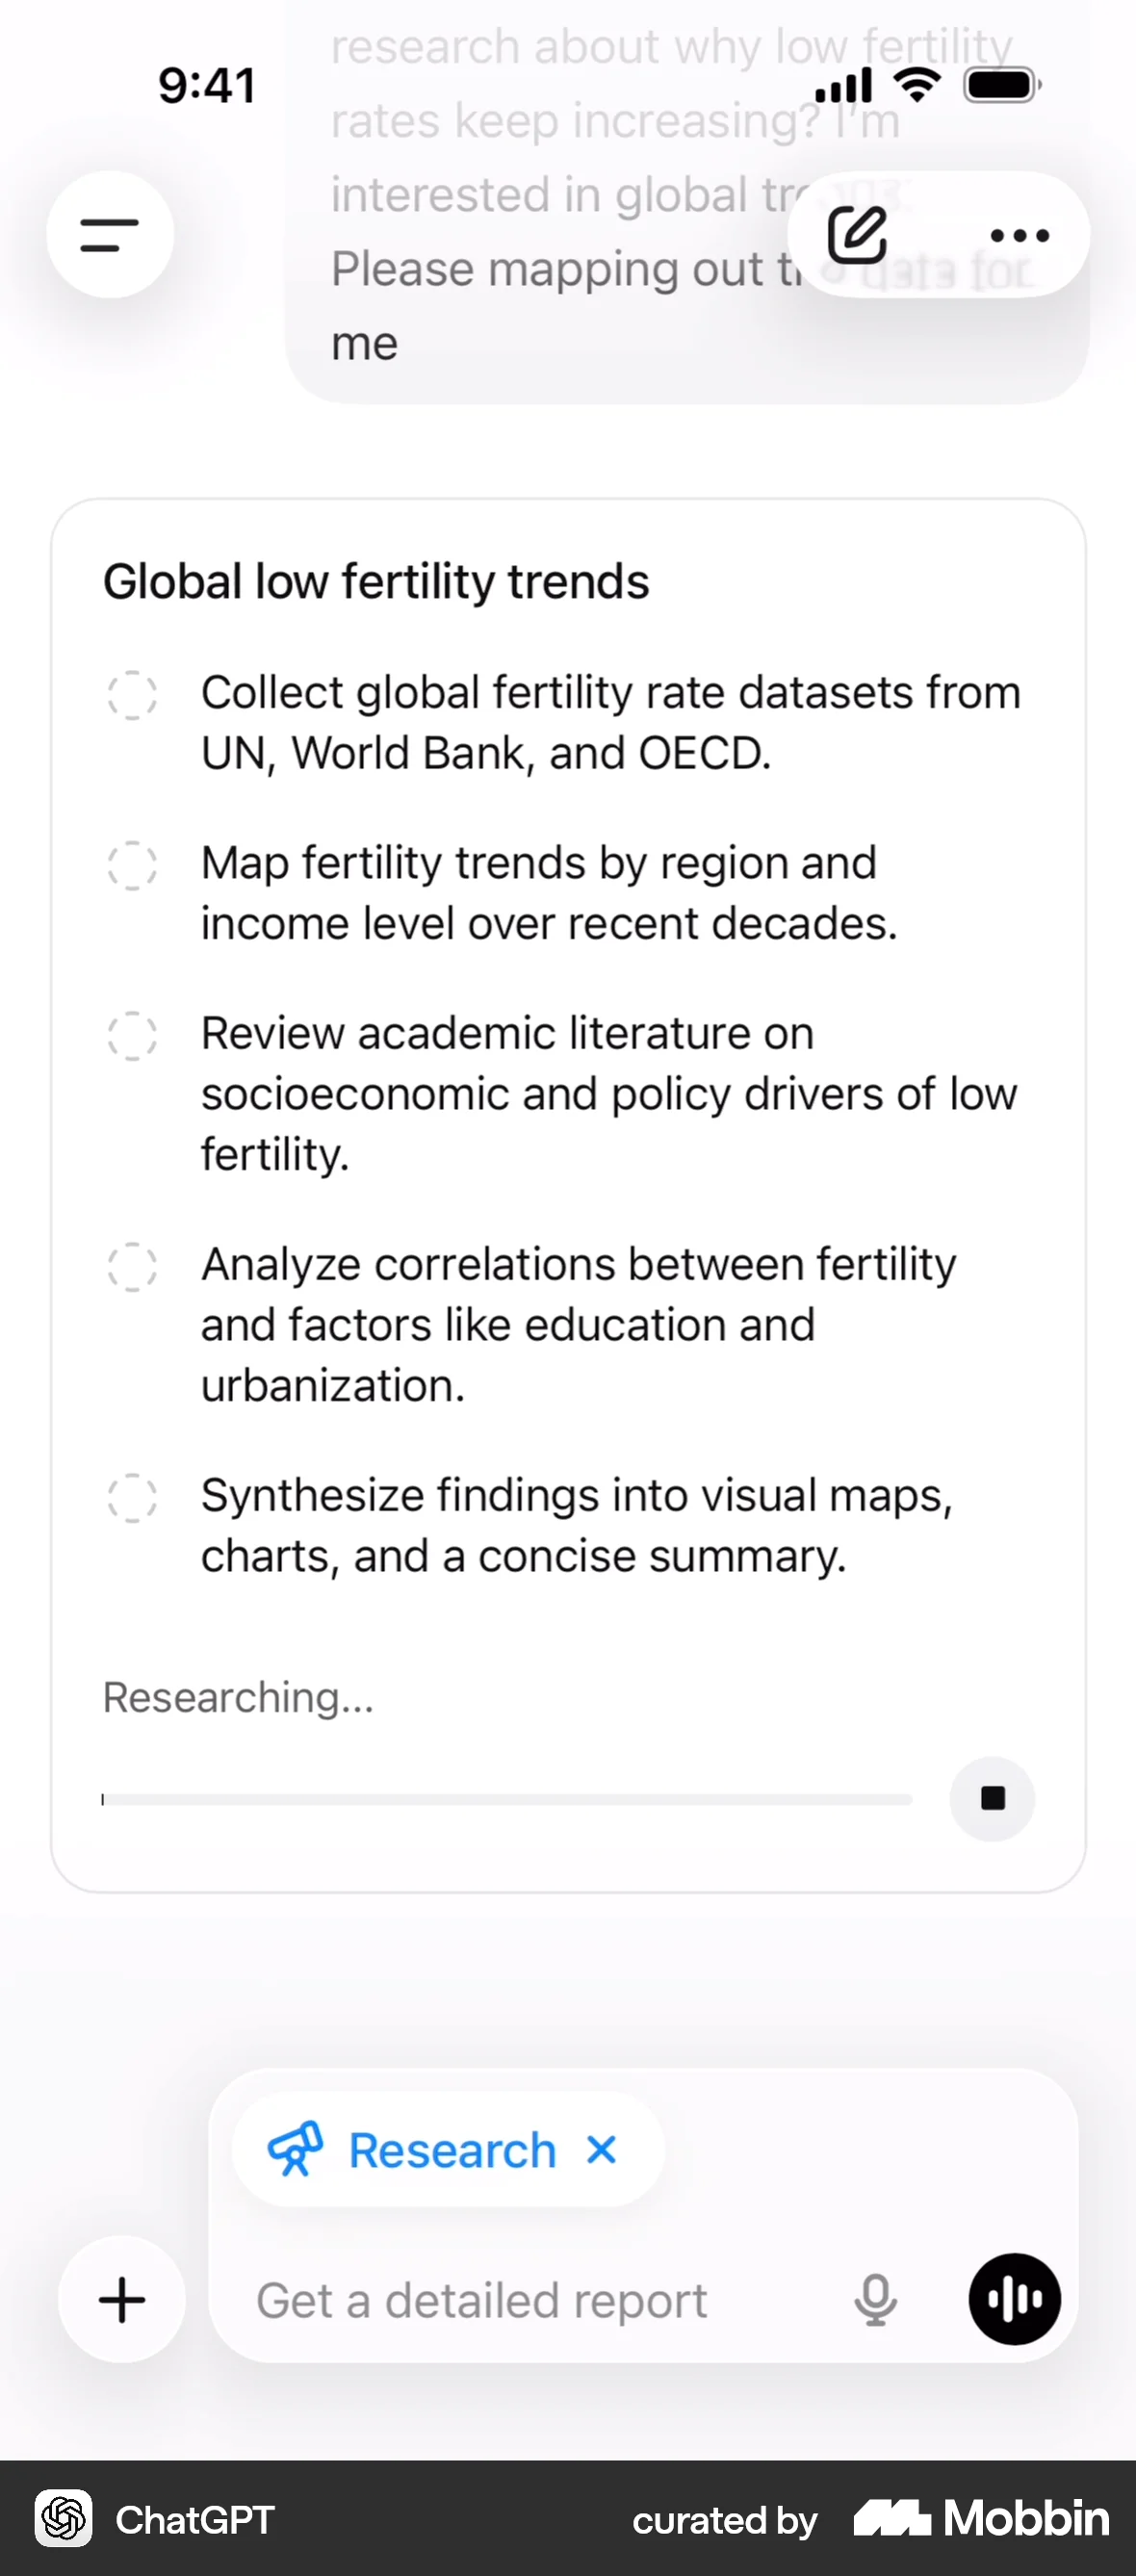 research about why low fertility
9:41
rates keep increasing? I'm
interested in global
Please mapping out data for
me
Global low fertility trends
Collect global fertility rate datasets from
UN, World Bank, and OECD.
Map fertility trends by region and
income level over recent decades.
Review academic literature on
socioeconomic and policy drivers of low
fertility.
Analyze correlations between fertility
and factors like education and
urbanization.
Synthesize findings into visual maps,
charts, and a concise summary.
Researching...
Research
Get a detailed report
ChatGPT
curated by Mobbin